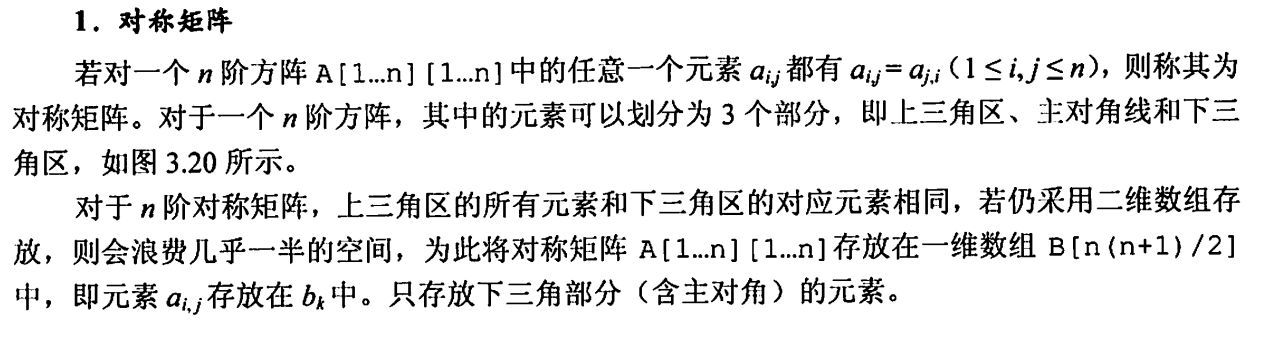 1．对称矩阵
若对一个 n 阶方阵 A[1…n][1…n]中的任意一个元素 aᵢ,ⱼ 都有 aᵢ,ⱼ = aⱼ,ᵢ（1≤i, j≤n），则称其为
对称矩阵。对于一个 n 阶方阵，其中的元素可以划分为 3 个部分，即上三角区、主对角线和下三
角区，如图 3.20 所示。
对于 n 阶对称矩阵，上三角区的所有元素和下三角区的对应元素相同，若仍采用二维数组存
放，则会浪费几乎一半的空间，为此将对称矩阵 A[1…n][1…n]存放在一维数组 B[n(n+1)/2]
中，即元素 aᵢ,ⱼ 存放在 bₖ 中。只存放下三角部分（含主对角）的元素。